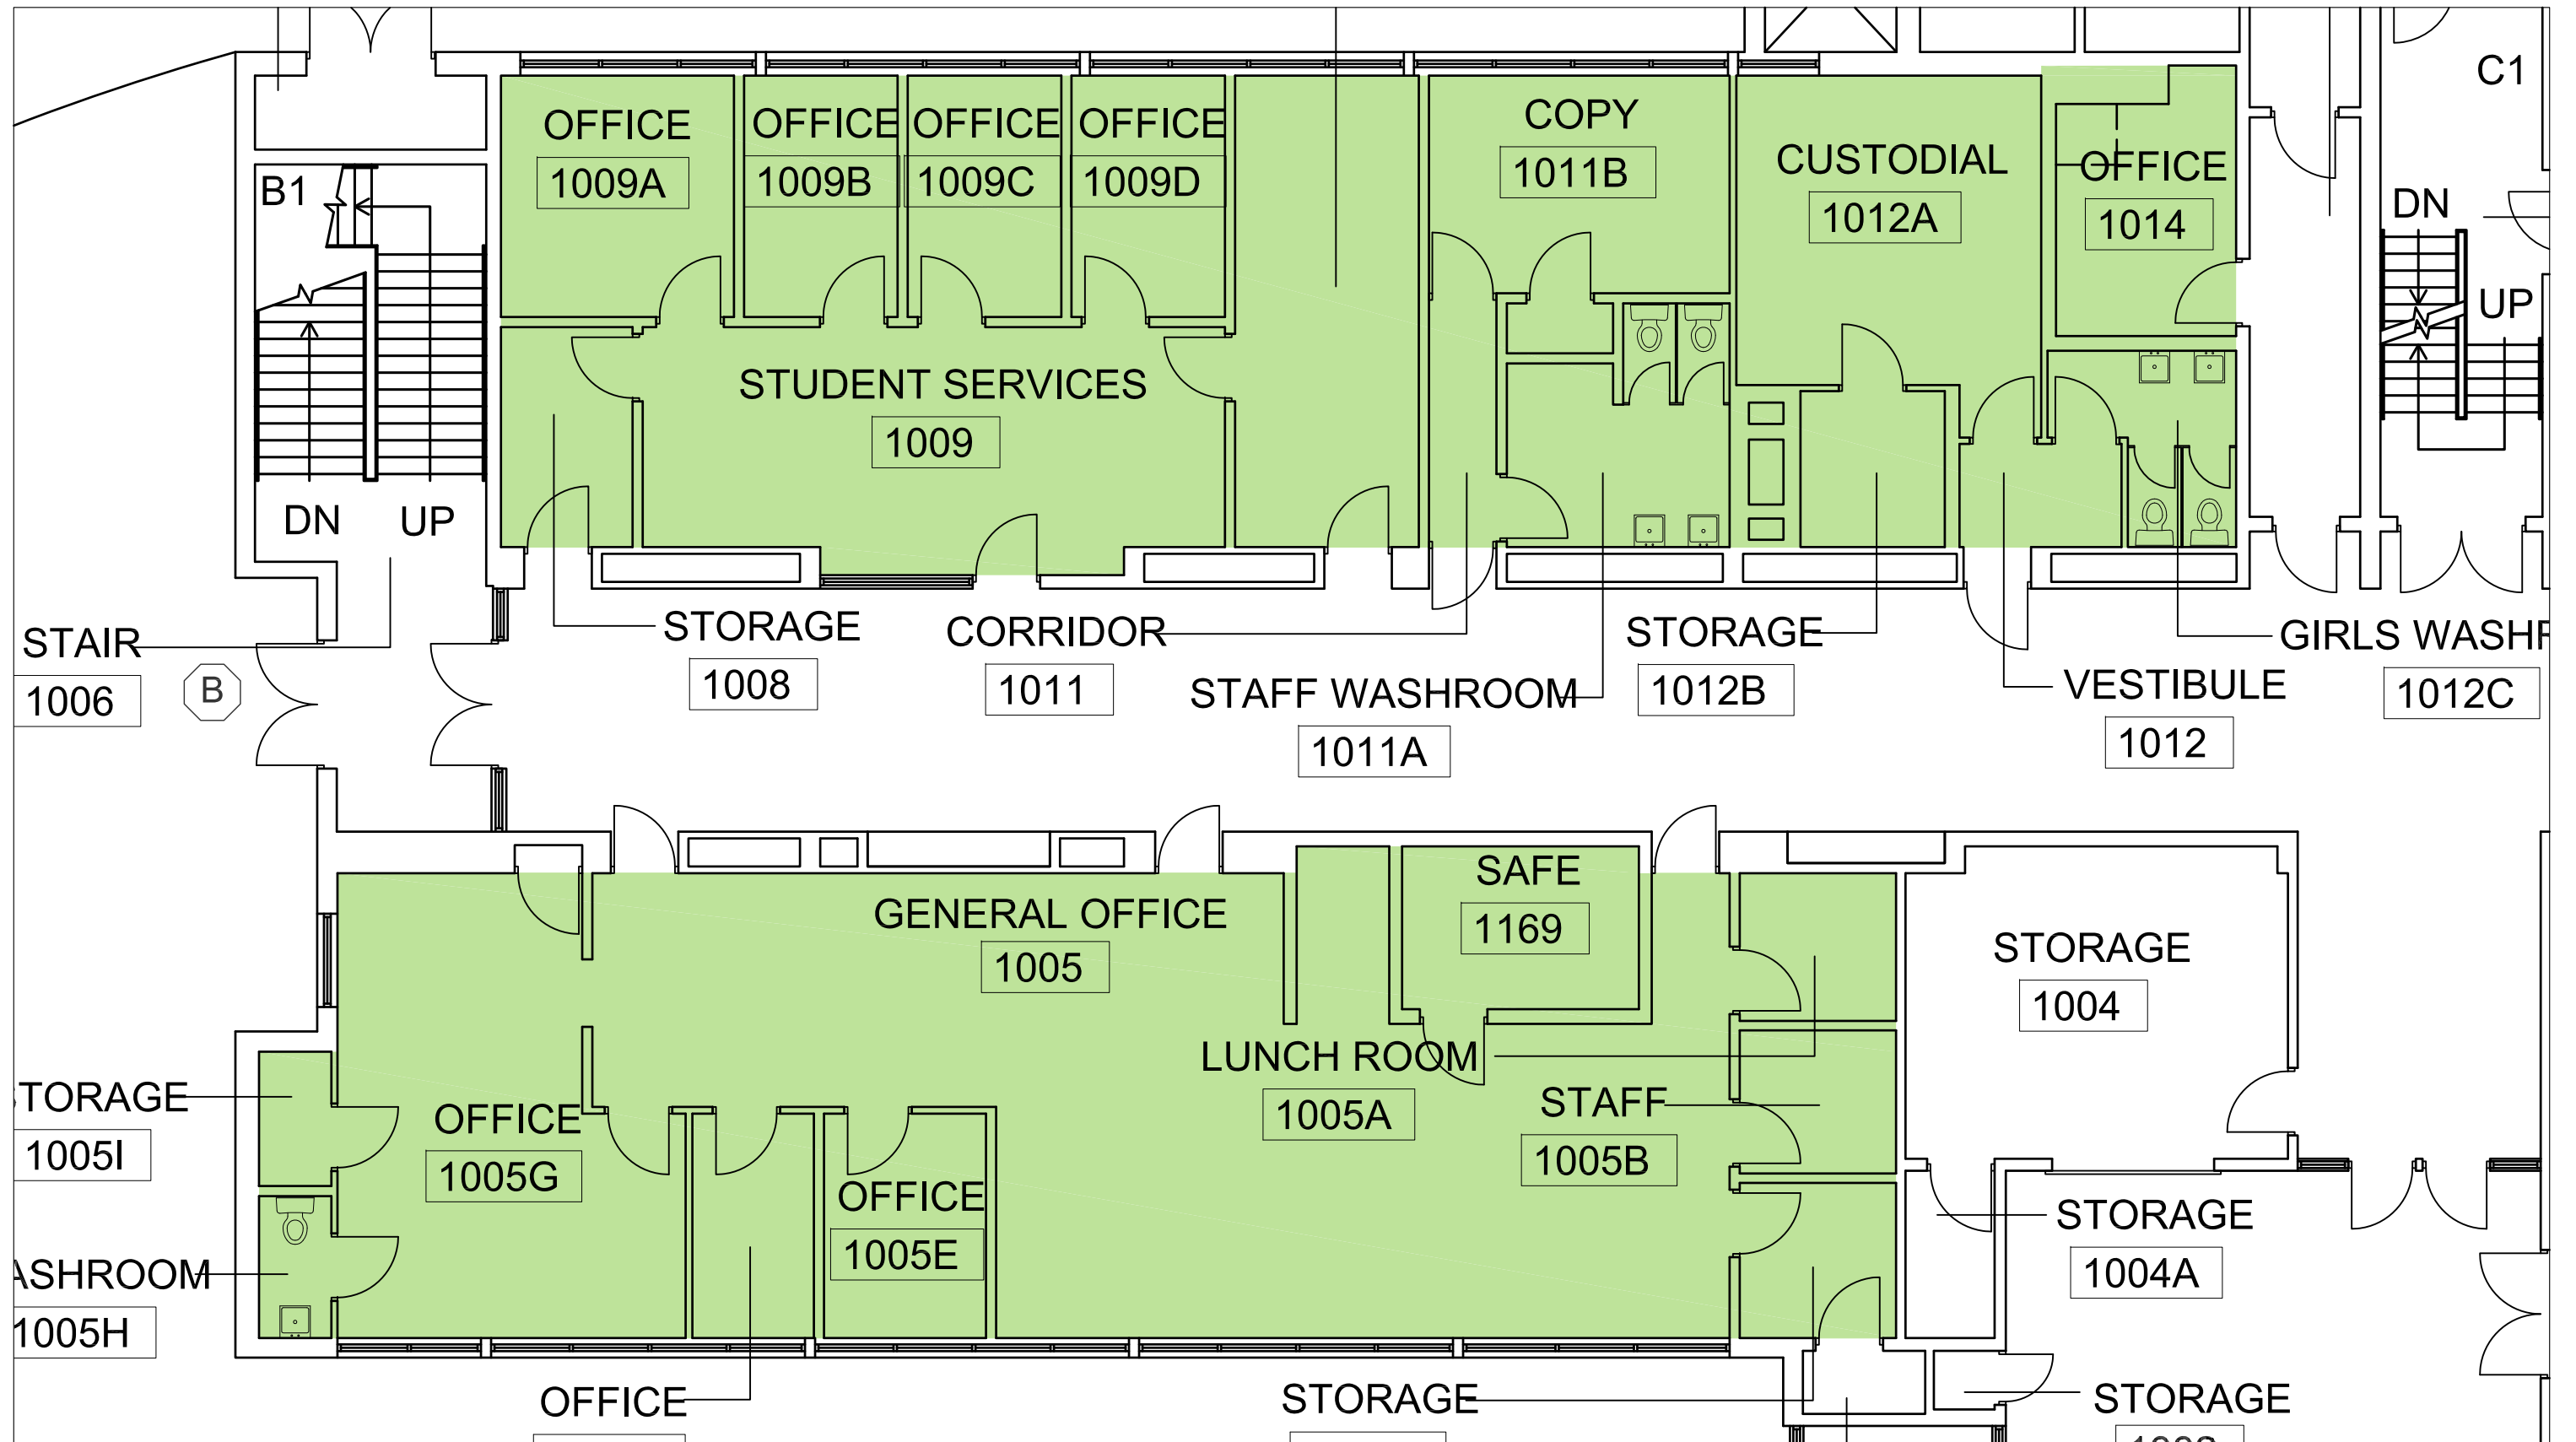 C1
OFFICE
1009A
OFFICE
1009B
OFFICE
1009C
OFFICE
1009D
COPY
1011B
CUSTODIAL
1012A
OFFICE
1014
B1
DN
UP
STUDENT SERVICES
1009
DN
UP
STAIR
1006
B
STORAGE
1008
CORRIDOR
1011
STAFF WASHROOM
1011A
STORAGE
1012B
VESTIBULE
1012
GIRLS WASHR
1012C
GENERAL OFFICE
1005
SAFE
1169
STORAGE
1004
LUNCH ROOM
1005A
STAFF
1005B
TORAGE
1005I
OFFICE
1005G
OFFICE
1005E
STORAGE
1004A
ASHROOM
1005H
OFFICE
STORAGE
STORAGE